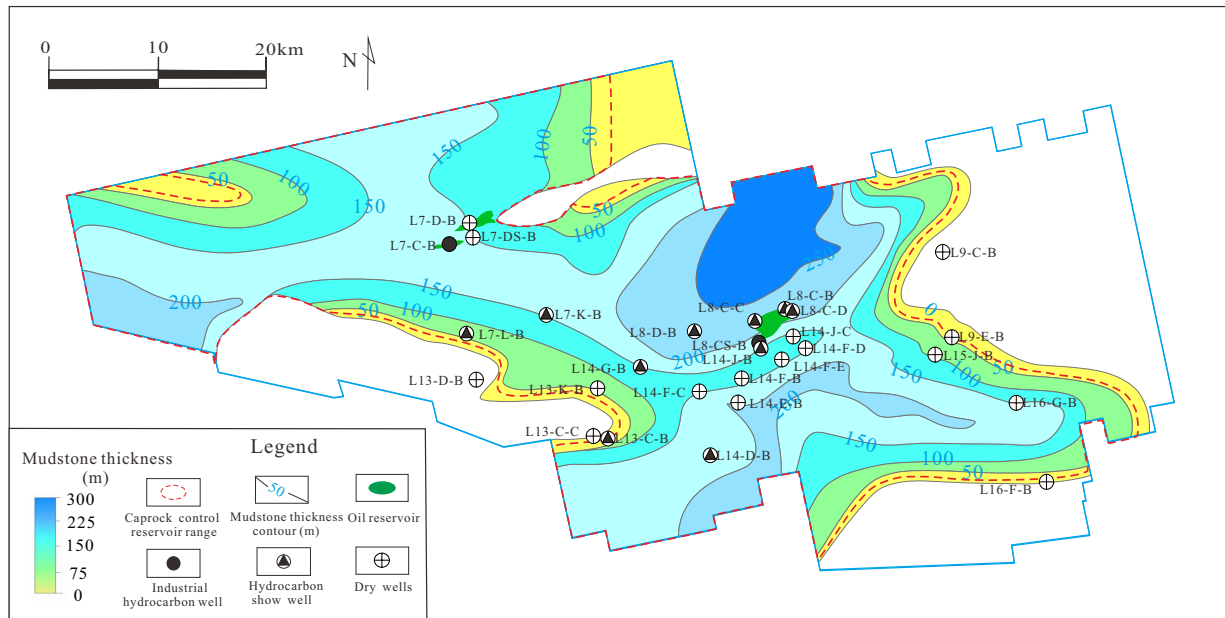 0
10
20km
N
50
100
150
150
100
50
50
100
150
L7-D-B
L7-DS-B
L7-C-B
200
250
L9-C-B
150
50
100
L7-K-B
L7-L-B
L8-C-B
L8-C-C
L8-C-D
L8-D-B
L8-CS-B
L14-J-C
0
L9-E-B
L14-I-B
L14-F-D
L15-J-B
50
200
L14-G-B
L14-F-E
100
L13-D-B
L13-K-B
L14-F-B
150
L14-F-C
L14-E-B
200
L16-G-B
L13-C-C
L13-C-B
150
L14-D-B
100
50
L16-F-B
Legend
Mudstone thickness
(m)
300
225
150
75
0
Caprock control
reservoir range
50
Mudstone thickness
contour (m)
Oil reservoir
Industrial
hydrocarbon well
Hydrocarbon
show well
Dry wells